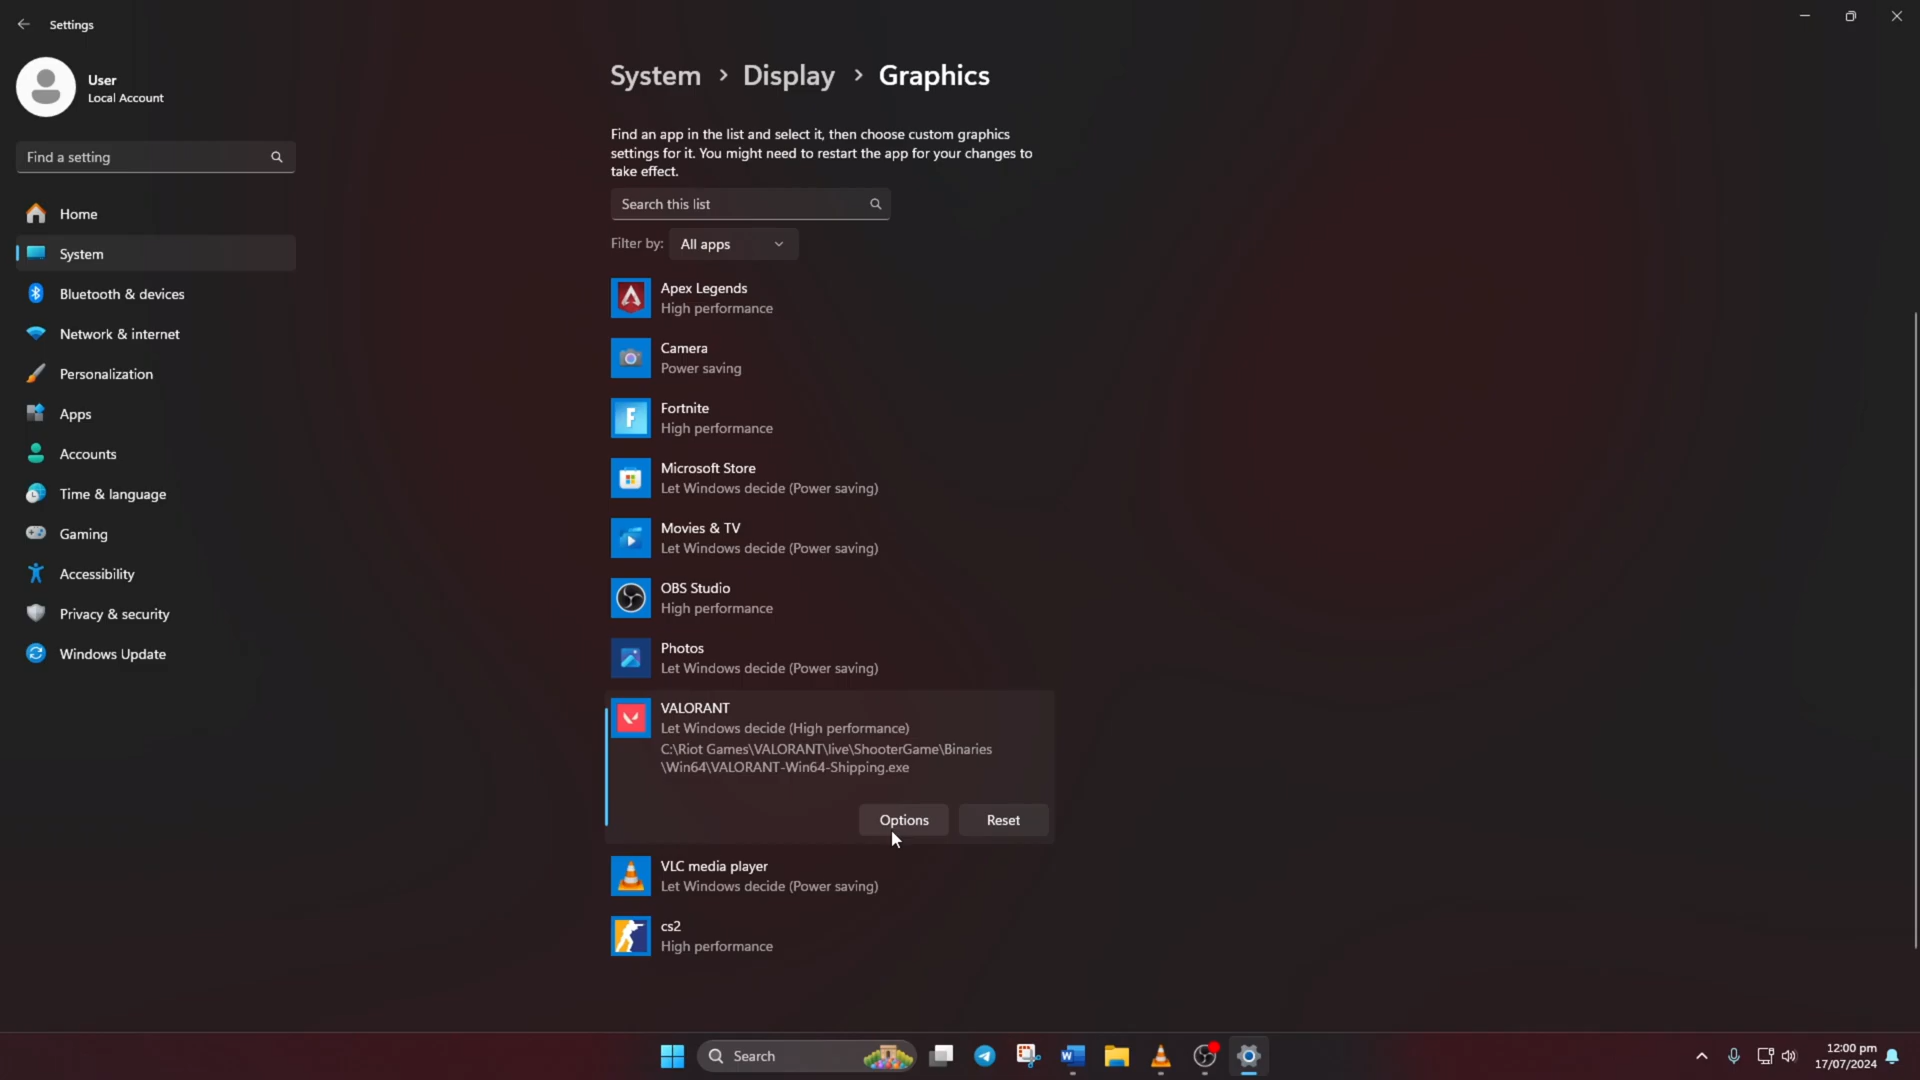 Settings
User
Local Account
Find a setting
Home
System
Bluetooth & devices
Network & internet
Personalization
Apps
Accounts
Time & language
Gaming
Accessibility
Privacy & security
Windows Update
System > Display > Graphics
Find an app in the list and select it, then choose custom graphics
settings for it. You might need to restart the app for your changes to
take effect.
Search this list
Filter by: All apps
Apex Legends
High performance
Camera
Power saving
Fortnite
High performance
Microsoft Store
Let Windows decide (Power saving)
Movies & TV
Let Windows decide (Power saving)
OBS Studio
High performance
Photos
Let Windows decide (Power saving)
VALORANT
Let Windows decide (High performance)
C:\Riot Games\VALORANT\live\ShooterGame\Binaries
\Win64\VALORANT-Win64-Shipping.exe
Options Reset
VLC media player
Let Windows decide (Power saving)
cs2
High performance
Search
12:00 pm
17/07/2024